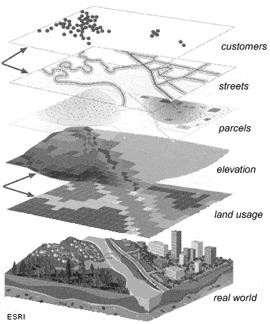 customers
streets
parcels
elevation
land usage
real world
ESRI